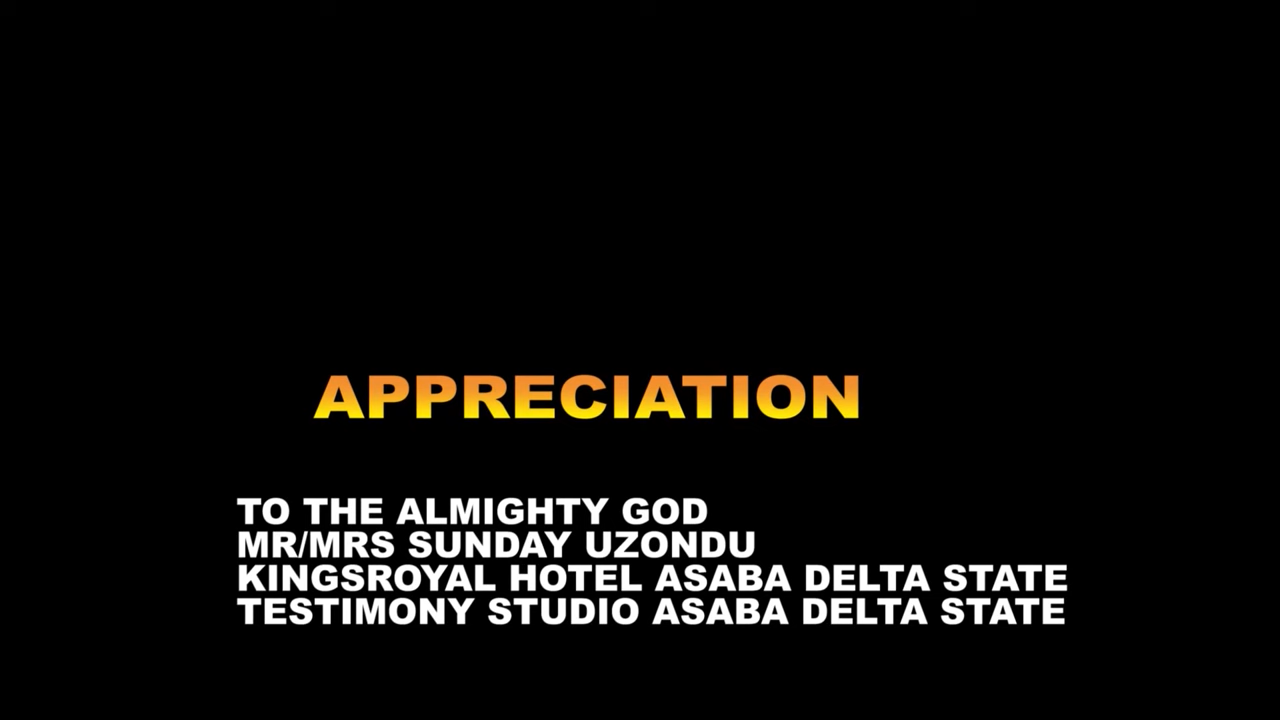 APPRECIATION
TO THE ALMIGHTY GOD
MR/MRS SUNDAY UZONDU
KINGSROYAL HOTEL ASABA DELTA STATE
TESTIMONY STUDIO ASABA DELTA STATE